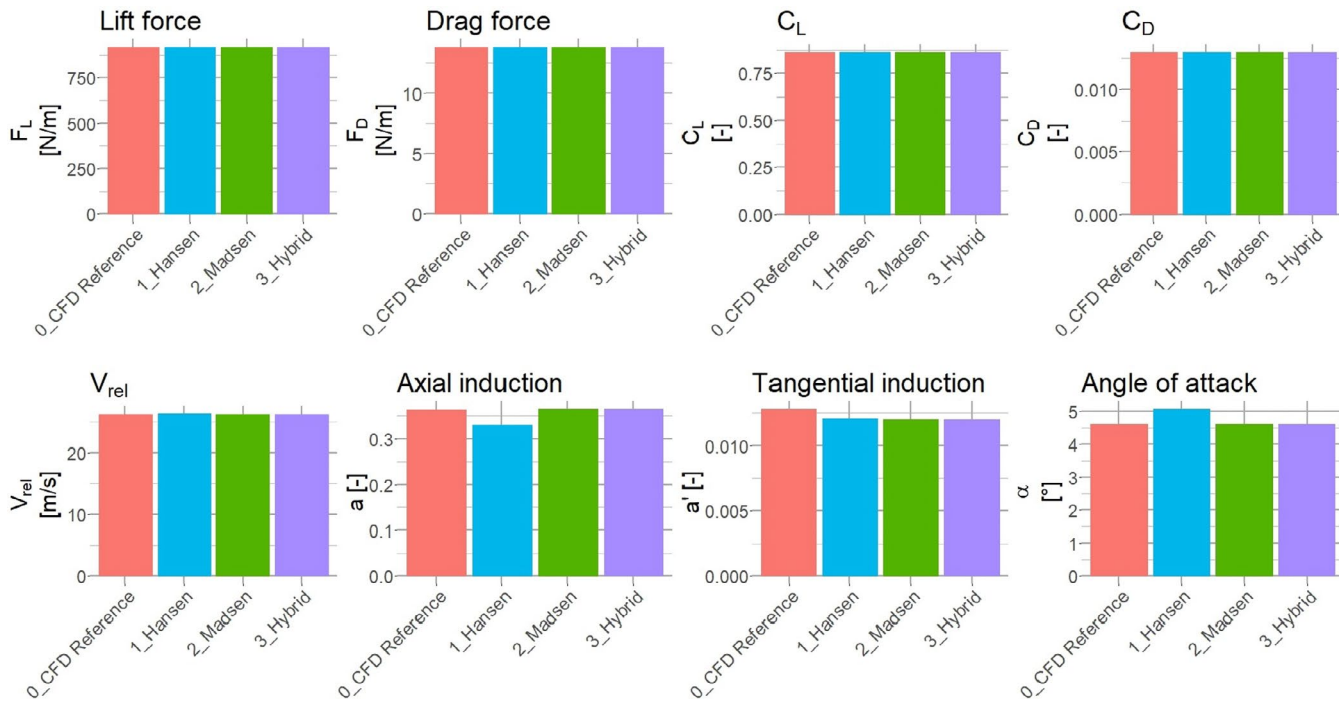 Lift force
F_L
[N/m]
750
500
250
0
0_CFD Reference
1_Hansen
2_Madsen
3_Hybrid
Drag force
F_D
[N/m]
10
5
0
0_CFD Reference
1_Hansen
2_Madsen
3_Hybrid
C_L
C_L
[-]
0.75
0.50
0.25
0.00
0_CFD Reference
1_Hansen
2_Madsen
3_Hybrid
C_D
C_D
[-]
0.010
0.005
0.000
0_CFD Reference
1_Hansen
2_Madsen
3_Hybrid
V_rel
V_rel
[m/s]
20
10
0
0_CFD Reference
1_Hansen
2_Madsen
3_Hybrid
Axial induction
a [-]
0.3
0.2
0.1
0.0
0_CFD Reference
1_Hansen
2_Madsen
3_Hybrid
Tangential induction
a' [-]
0.010
0.005
0.000
0_CFD Reference
1_Hansen
2_Madsen
3_Hybrid
Angle of attack
α
[°]
5
4
3
2
1
0
0_CFD Reference
1_Hansen
2_Madsen
3_Hybrid